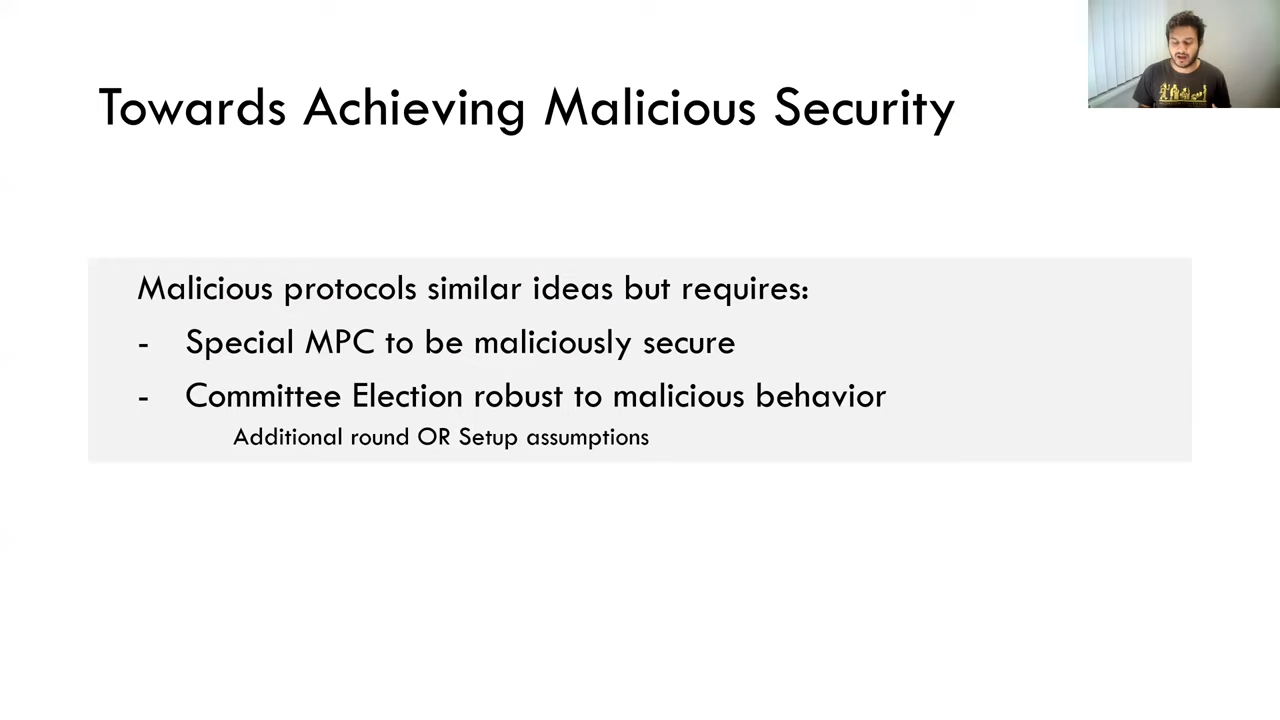 Towards Achieving Malicious Security
Malicious protocols similar ideas but requires:
- Special MPC to be maliciously secure
- Committee Election robust to malicious behavior
Additional round OR Setup assumptions